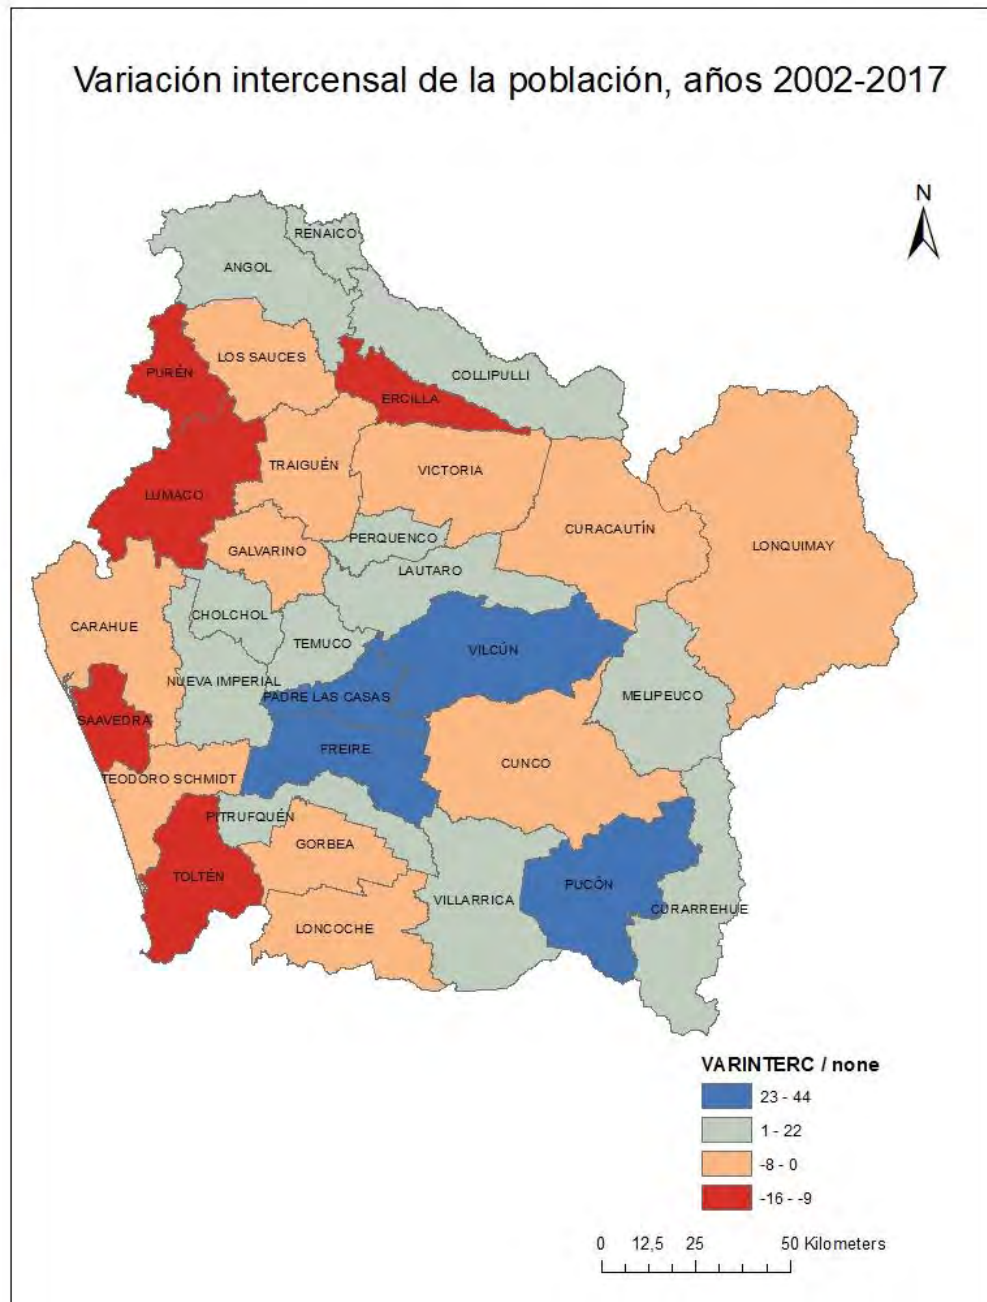 Variación intercensal de la población, años 2002-2017
N
RENAICO
ANGOL
LOS SAUCES
PURÉN
COLLIPULLI
ERCILLA
TRAIGUÉN
VICTORIA
LUMACO
CURACAUTÍN
PERQUENCO
LONQUIMAY
GALVARINO
LAUTARO
CHOLCHOL
CARAHUE
TEMUCO
VILCÚN
NUEVA IMPERIAL
PADRE LAS CASAS
MELIPEUCO
SAAVEDRA
FREIRE
CUNCO
TEODORO SCHMIDT
PITRUFQUÉN
GORBEA
TOLTÉN
PUCÓN
VILLARRICA
CURARREHUE
LONCOCHE
VARINTERC / none
23 - 44
1 - 22
-8 - 0
-16 - -9
0 12,5 25 50 Kilometers